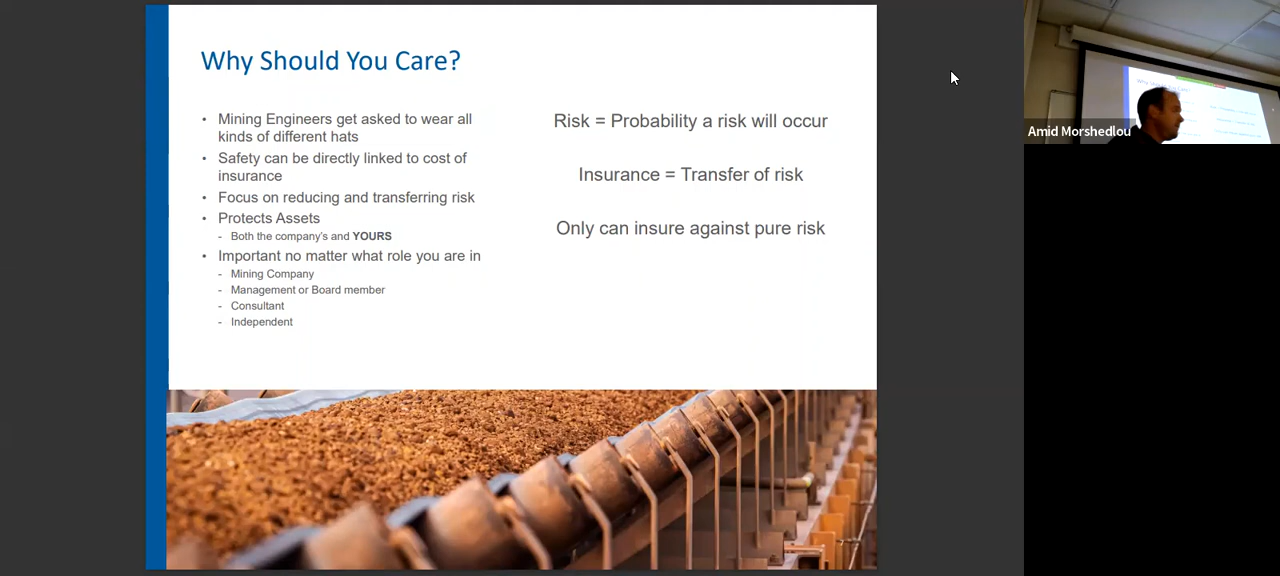 Why Should You Care?
• Mining Engineers get asked to wear all
kinds of different hats
• Safety can be directly linked to cost of
insurance
• Focus on reducing and transferring risk
• Protects Assets
- Both the company's and YOURS
• Important no matter what role you are in
- Mining Company
- Management or Board member
- Consultant
- Independent
Risk = Probability a risk will occur
Insurance = Transfer of risk
Only can insure against pure risk
Amid Morshedlou